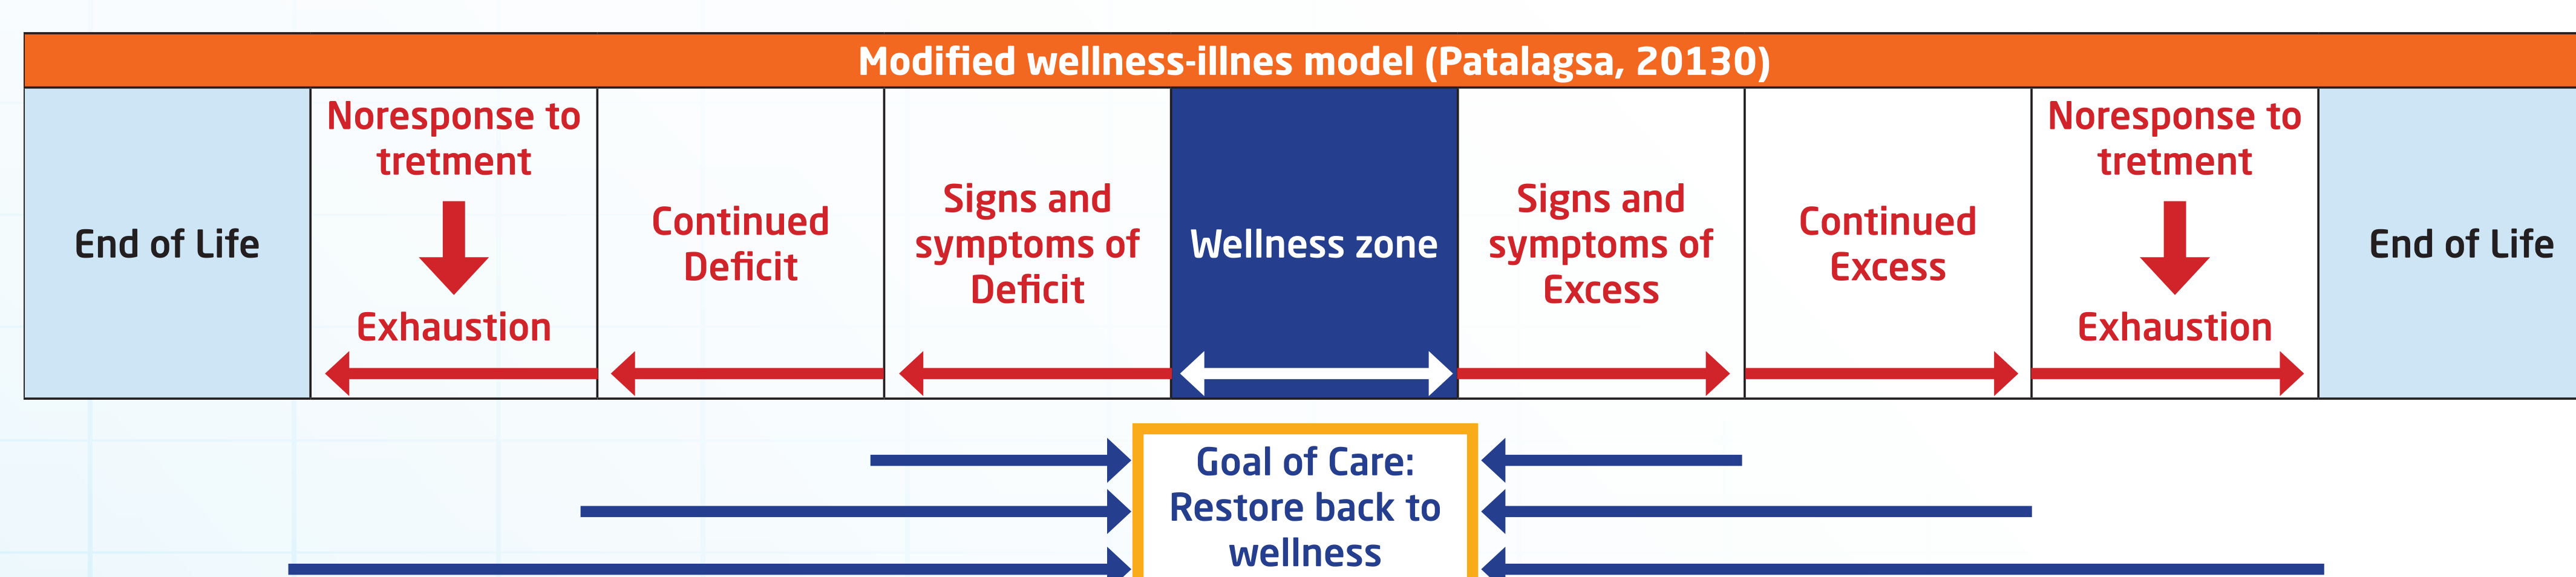 Modified wellness-illnes model (Patalagsa, 20130)
End of Life
Noresponse to
tretment
Exhaustion
Continued
Deficit
Signs and
symptoms of
Deficit
Wellness zone
Signs and
symptoms of
Excess
Continued
Excess
Noresponse to
tretment
Exhaustion
End of Life
Goal of Care:
Restore back to
wellness